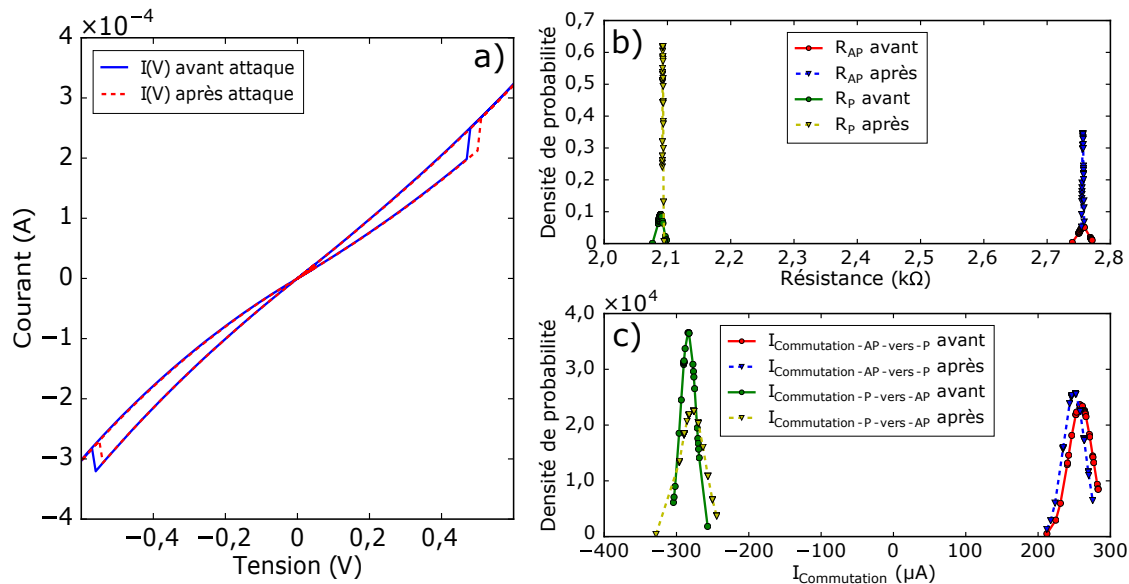 ×10⁻⁴
a)
I(V) avant attaque
I(V) après attaque
4
3
2
1
0
−1
−2
−3
−4
Courant (A)
−0,4 −0,2 0 0,2 0,4
Tension (V)
b)
R_AP avant
R_AP après
R_P avant
R_P après
0,7
0,6
0,5
0,4
0,3
0,2
0,1
0
Densité de probabilité
2,0 2,1 2,2 2,3 2,4 2,5 2,6 2,7 2,8
Résistance (kΩ)
×10⁴
c)
I_Commutation-AP-vers-P avant
I_Commutation-AP-vers-P après
I_Commutation-P-vers-AP avant
I_Commutation-P-vers-AP après
5,0
4,0
3,0
2,0
1,0
0,0
Densité de probabilité
−400 −300 −200 −100 0 100 200 300
I_Commutation (µA)